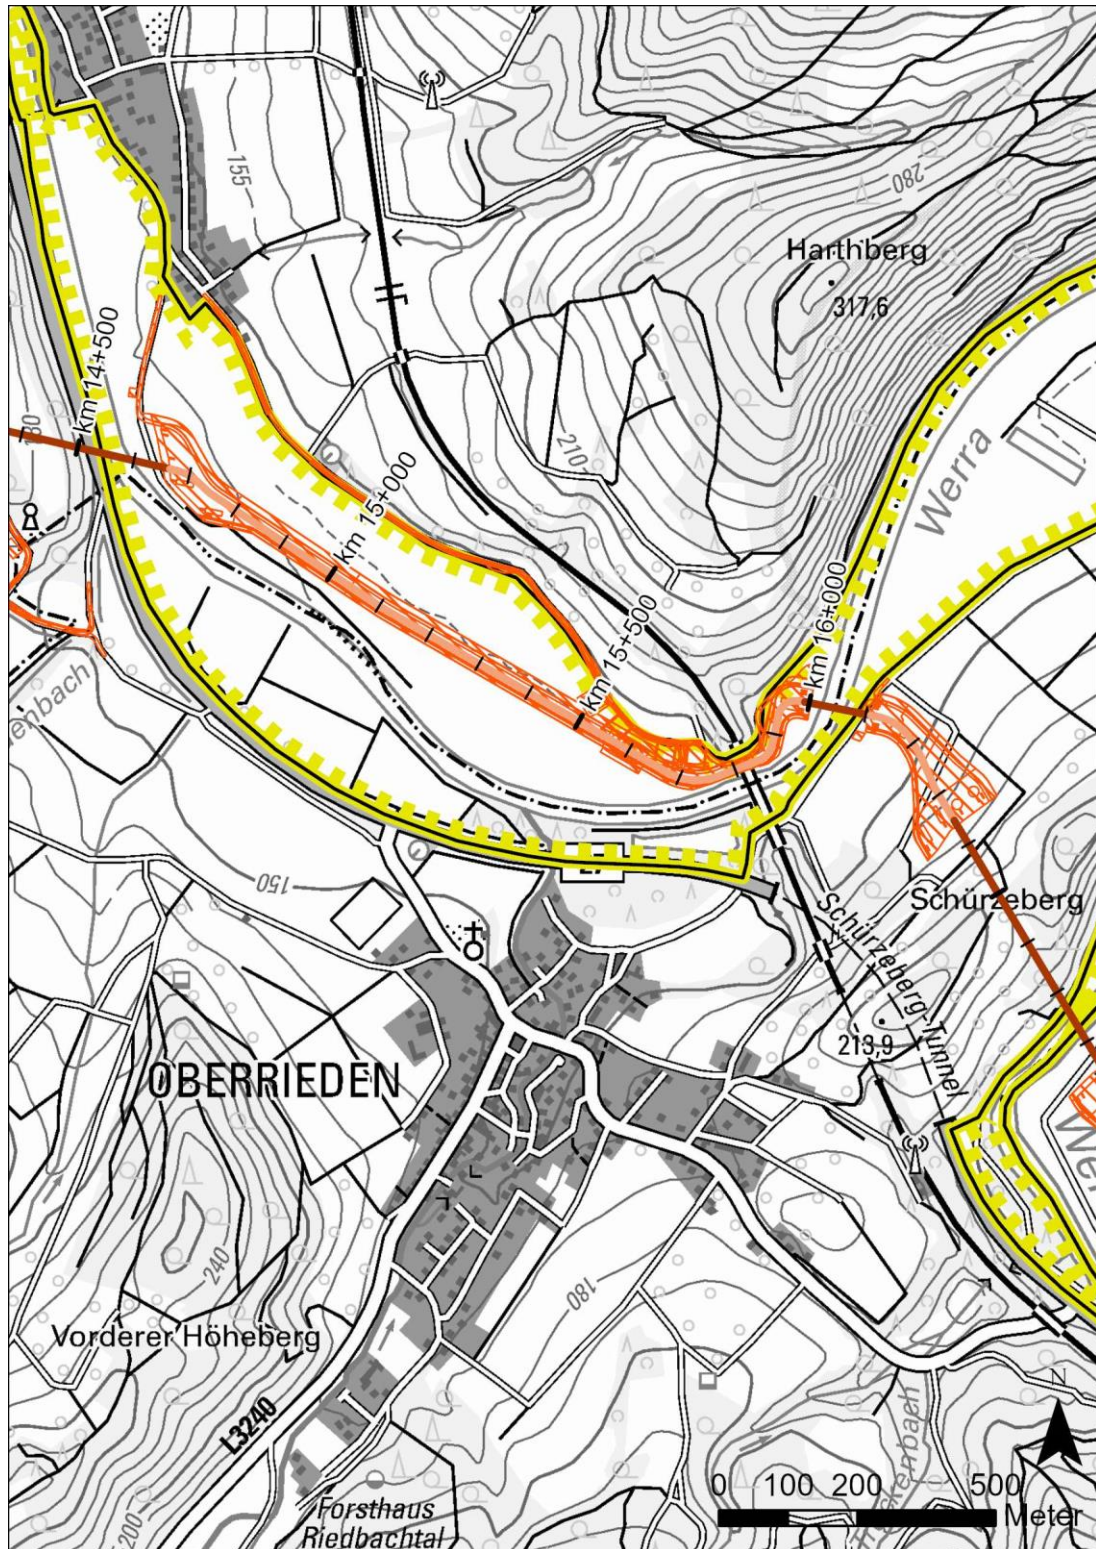 155
280
Harthberg
317,6
km 14+500
180
210
Werra
km 15+000
km 15+500
km 16+000
150
Schürzeberg
Schürzeberg-Tunnel
213,9
OBERRIEDEN
240
180
Vorderer Höheberg
L3240
N
200
0 100 200 500
Meter
Forsthaus
Riedbachtal